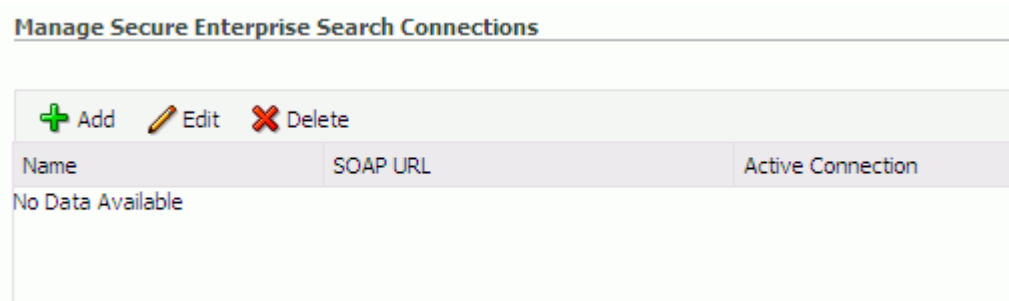 Manage Secure Enterprise Search Connections
Add Edit Delete
Name SOAP URL Active Connection
No Data Available